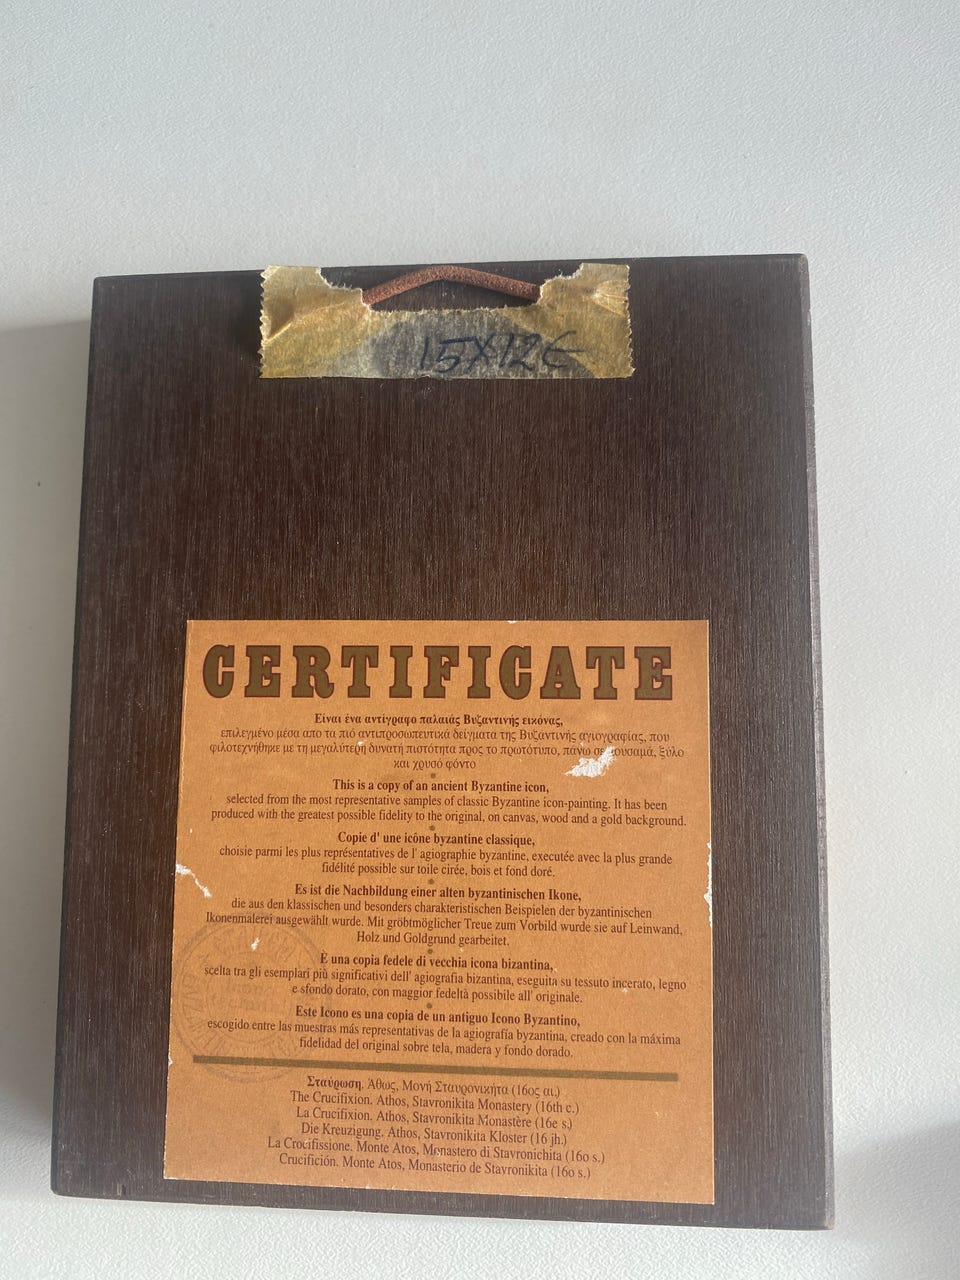 15X12E
CERTIFICATE
Είναι ένα αντίγραφο παλαιάς Βυζαντινής εικόνας,
επιλεγμένο μέσα απο τα πιό αντιπροσωπευτικά δείγματα της Βυζαντινής αγιογραφίας, που
φιλοτεχνήθηκε με τη μεγαλύτερη δυνατή πιστότητα προς το πρωτότυπο, πάνω σε μουσαμά, ξύλο
και χρυσό φόντο
This is a copy of an ancient Byzantine icon,
selected from the most representative samples of classic Byzantine icon-painting. It has been
produced with the greatest possible fidelity to the original, on canvas, wood and a gold background.
Copie d' une icône byzantine classique,
choisie parmi les plus représentatives de l' agiographie byzantine, executée avec la plus grande
fidélité possible sur toile cirée, bois et fond doré.
Es ist die Nachbildung einer alten byzantinischen Ikone,
die aus den klassischen und besonders charakteristischen Beispielen der byzantinischen
Ikonenmalerei ausgewählt wurde. Mit gröbtmöglicher Treue zum Vorbild wurde sie auf Leinwand,
Holz und Goldgrund gearbeitet.
È una copia fedele di vecchia icona bizantina,
scelta tra gli esemplari più significativi dell' agiografia bizantina, eseguita su tessuto incerato, legno
e sfondo dorato, con maggior fedeltà possibile all' originale.
Este Icono es una copia de un antiguo Icono Byzantino,
escogido entre las muestras más representativas de la agiografía byzantina, creado con la máxima
fidelidad del original sobre tela, madera y fondo dorado.
Σταύρωση. Άθως, Μονή Σταυρονικήτα (16ος αι.)
The Crucifixion. Athos, Stavronikita Monastery (16th c.)
La Crucifixion. Athos, Stavronikita Monastère (16e s.)
Die Kreuzigung. Athos, Stavronikita Kloster (16 jh.)
La Crocifissione. Monte Atos, Monastero di Stavronichita (16o s.)
Crucifición. Monte Atos, Monasterio de Stavronikita (16o s.)